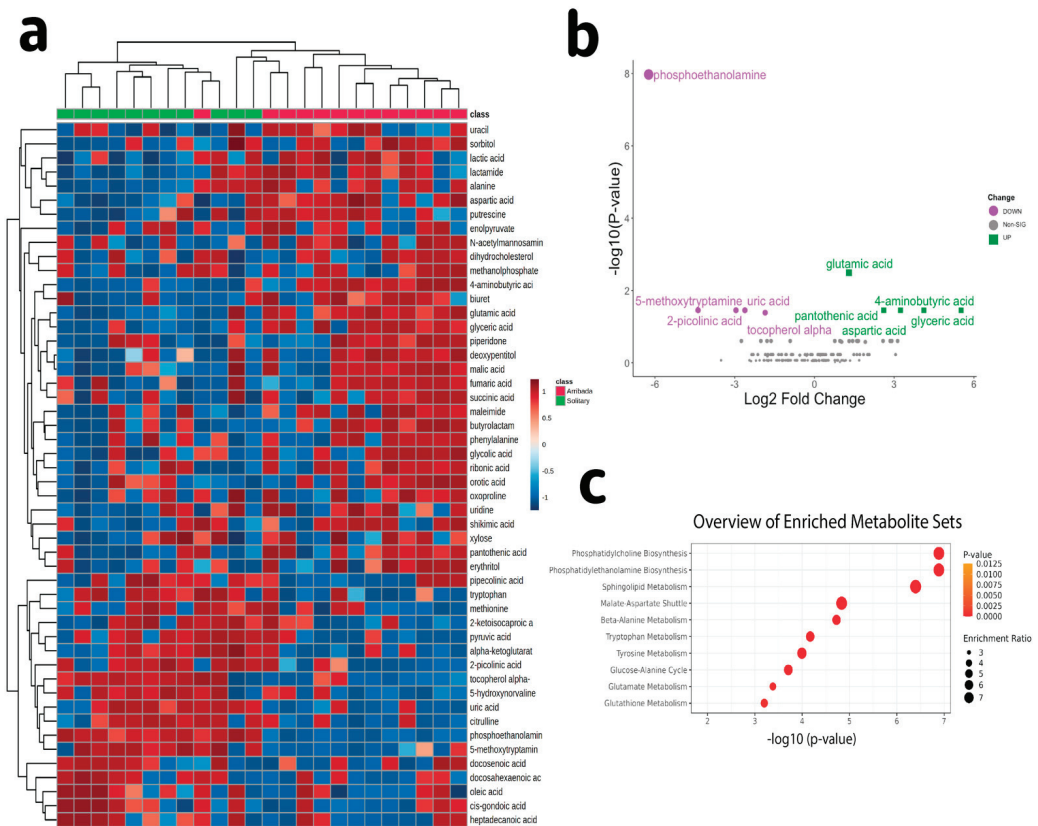 a
class
uracil
sorbitol
lactic acid
lactamide
alanine
aspartic acid
putrescine
enolpyruvate
N-acetylmannosamin
dihydrocholesterol
methanolphosphate
4-aminobutyric aci
biuret
glutamic acid
glyceric acid
piperidone
deoxypentitol
malic acid
fumaric acid
succinic acid
maleimide
butyrolactam
phenylalanine
glycolic acid
ribonic acid
orotic acid
oxoproline
uridine
shikimic acid
xylose
pantothenic acid
erythritol
pipecolinic acid
tryptophan
methionine
2-ketoisocaproic a
pyruvic acid
alpha-ketoglutarat
2-picolinic acid
tocopherol alpha-
5-hydroxynorvaline
uric acid
citrulline
phosphoethanolamin
5-methoxytryptamin
docosenoic acid
docosahexaenoic ac
oleic acid
cis-gondoic acid
heptadecanoic acid
class
Arribada
Solitary
1
0.5
0
-0.5
-1
b
-log10(P-value)
8
6
4
2
0
phosphoethanolamine
glutamic acid
5-methoxytryptamine uric acid
4-aminobutyric acid
2-picolinic acid
pantothenic acid
glyceric acid
tocopherol alpha
aspartic acid
-6
-3
0
3
6
Log2 Fold Change
Change
DOWN
Non-SIG
UP
c
Overview of Enriched Metabolite Sets
Phosphatidylcholine Biosynthesis
Phosphatidylethanolamine Biosynthesis
Sphingolipid Metabolism
Malate-Aspartate Shuttle
Beta-Alanine Metabolism
Tryptophan Metabolism
Tyrosine Metabolism
Glucose-Alanine Cycle
Glutamate Metabolism
Glutathione Metabolism
2
3
4
5
6
7
-log10 (p-value)
P-value
0.0125
0.0100
0.0075
0.0050
0.0025
0.0000
Enrichment Ratio
3
4
5
6
7